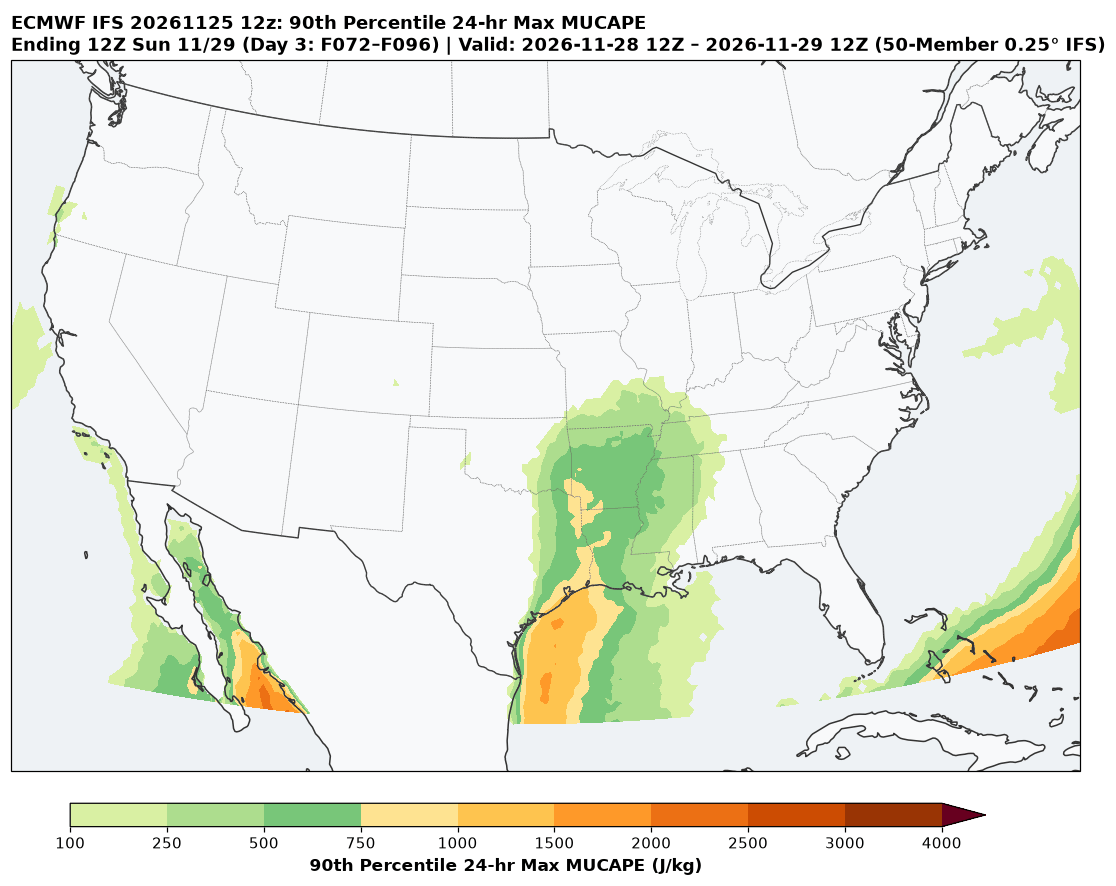 ECMWF IFS 20261125 12z: 90th Percentile 24-hr Max MUCAPE
Ending 12Z Sun 11/29 (Day 3: F072–F096) | Valid: 2026-11-28 12Z – 2026-11-29 12Z (50-Member 0.25° IFS)
100 250 500 750 1000 1500 2000 2500 3000 4000
90th Percentile 24-hr Max MUCAPE (J/kg)